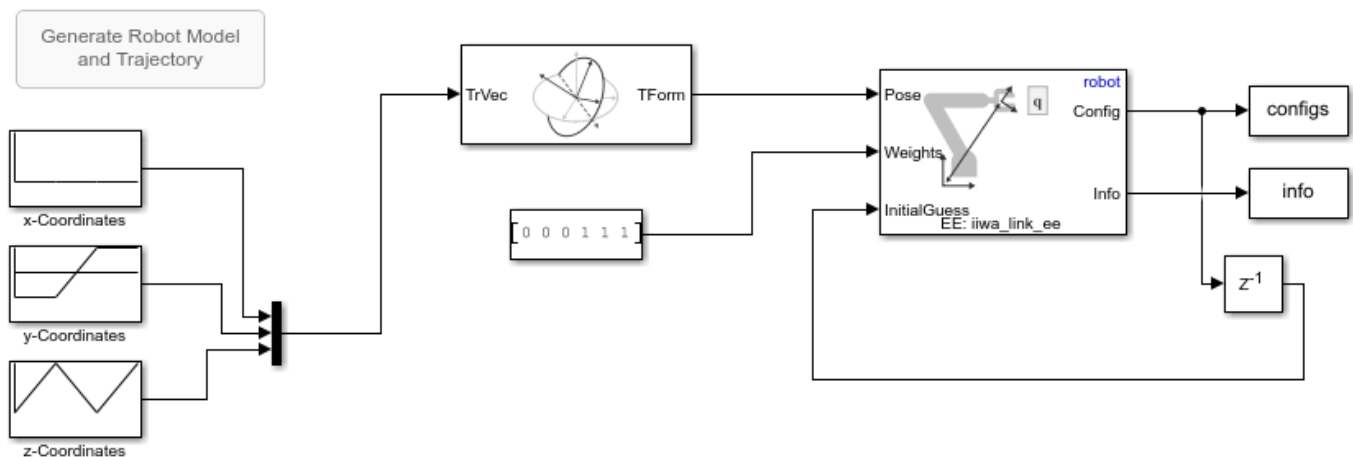 Generate Robot Model
and Trajectory
x-Coordinates
y-Coordinates
z-Coordinates
TrVec
TForm
[0 0 0 1 1 1]
robot
Pose
q
Config
Weights
Info
InitialGuess
EE: iiwa_link_ee
configs
info
z-1